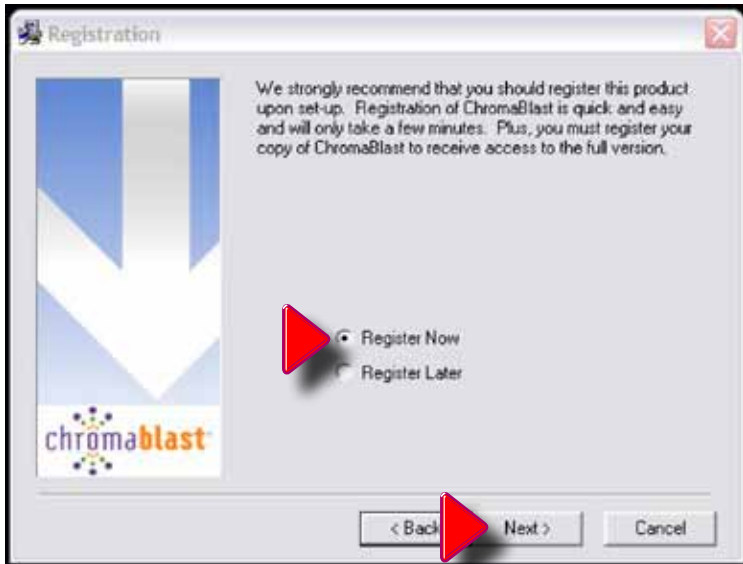 Registration
We strongly recommend that you should register this product
upon set-up. Registration of ChromaBlast is quick and easy
and will only take a few minutes. Plus, you must register your
copy of ChromaBlast to receive access to the full version.
Register Now
Register Later
chromablast
< Back
Next >
Cancel